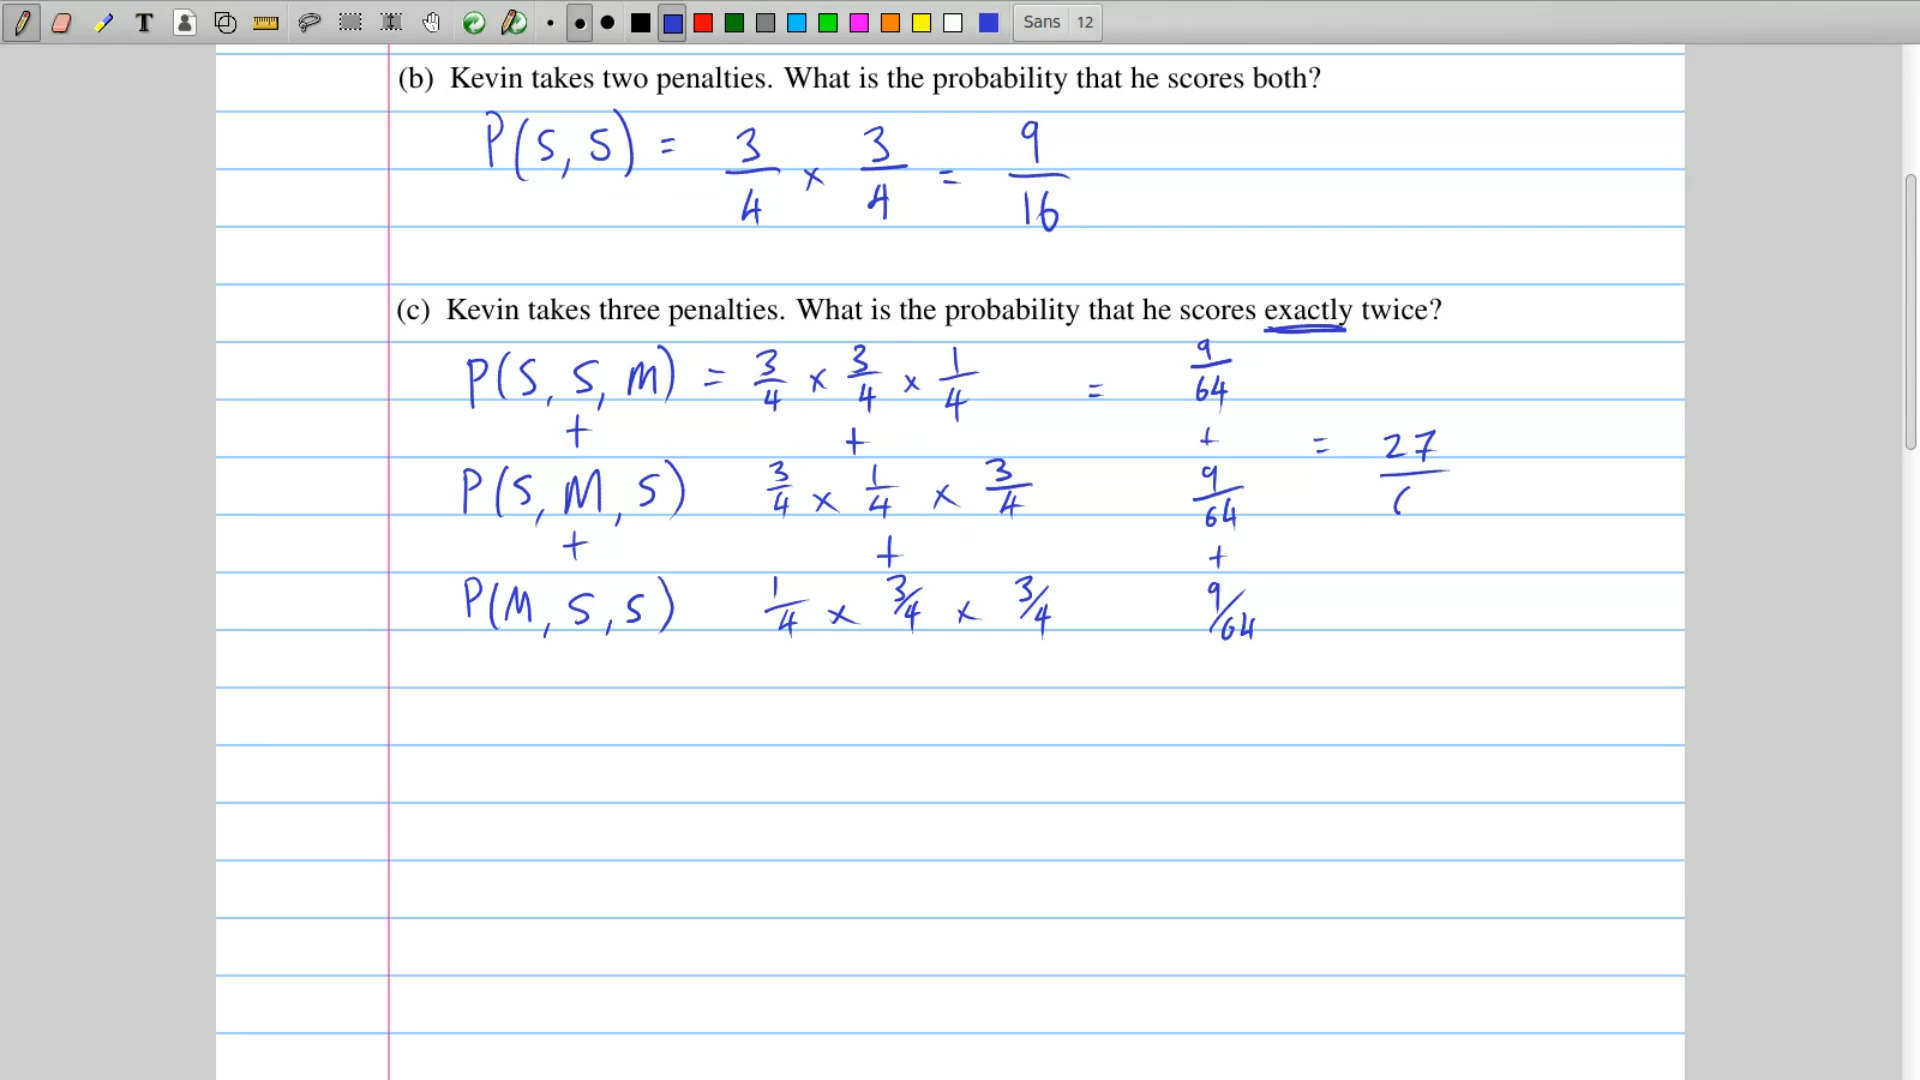 T Sans 12
(b) Kevin takes two penalties. What is the probability that he scores both?
P(S, S) = 3/4 × 3/4 = 9/16
(c) Kevin takes three penalties. What is the probability that he scores exactly twice?
P(S, S, M) = 3/4 × 3/4 × 1/4 = 9/64
+ + + = 27/(
P(S, M, S) 3/4 × 1/4 × 3/4 9/64
+ + +
P(M, S, S) 1/4 × 3/4 × 3/4 9/64